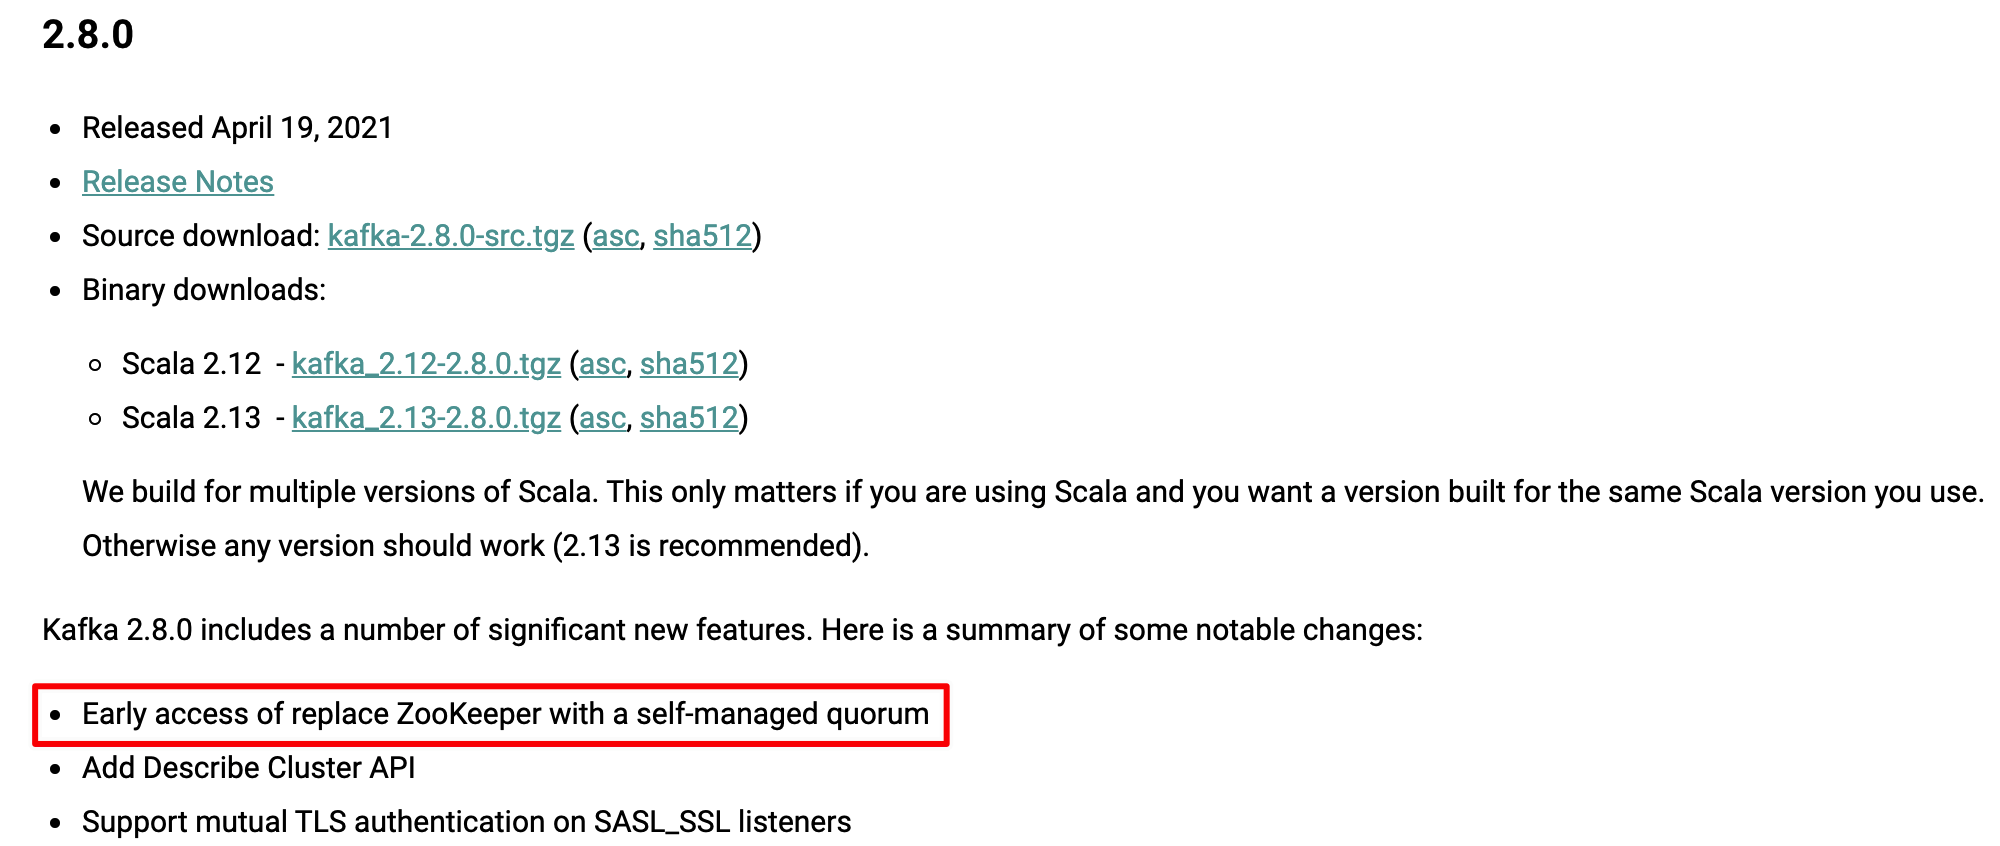 2.8.0
Released April 19, 2021
Release Notes
Source download: kafka-2.8.0-src.tgz (asc, sha512)
Binary downloads:
Scala 2.12  - kafka_2.12-2.8.0.tgz (asc, sha512)
Scala 2.13  - kafka_2.13-2.8.0.tgz (asc, sha512)
We build for multiple versions of Scala. This only matters if you are using Scala and you want a version built for the same Scala version you use.
Otherwise any version should work (2.13 is recommended).
Kafka 2.8.0 includes a number of significant new features. Here is a summary of some notable changes:
Early access of replace ZooKeeper with a self-managed quorum
Add Describe Cluster API
Support mutual TLS authentication on SASL_SSL listeners